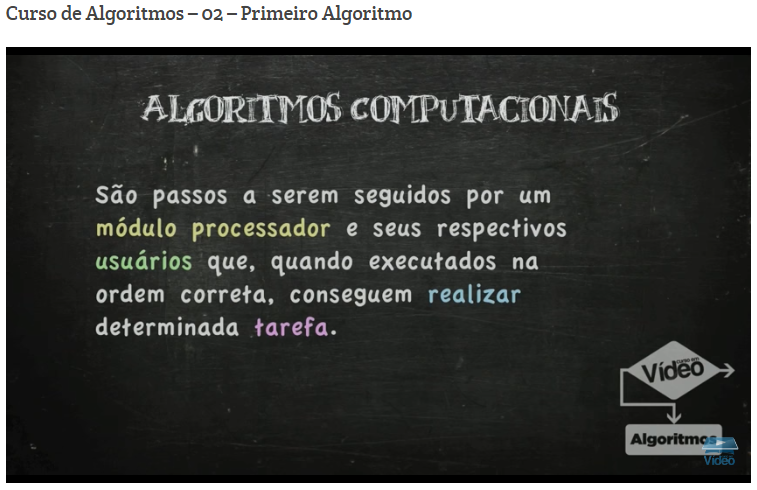 Curso de Algoritmos – 02 – Primeiro Algoritmo
ALGORITMOS COMPUTACIONAIS
São passos a serem seguidos por um
módulo processador e seus respectivos
usuários que, quando executados na
ordem correta, conseguem realizar
determinada tarefa.
curso em
Vídeo
Algoritmos
Vídeo